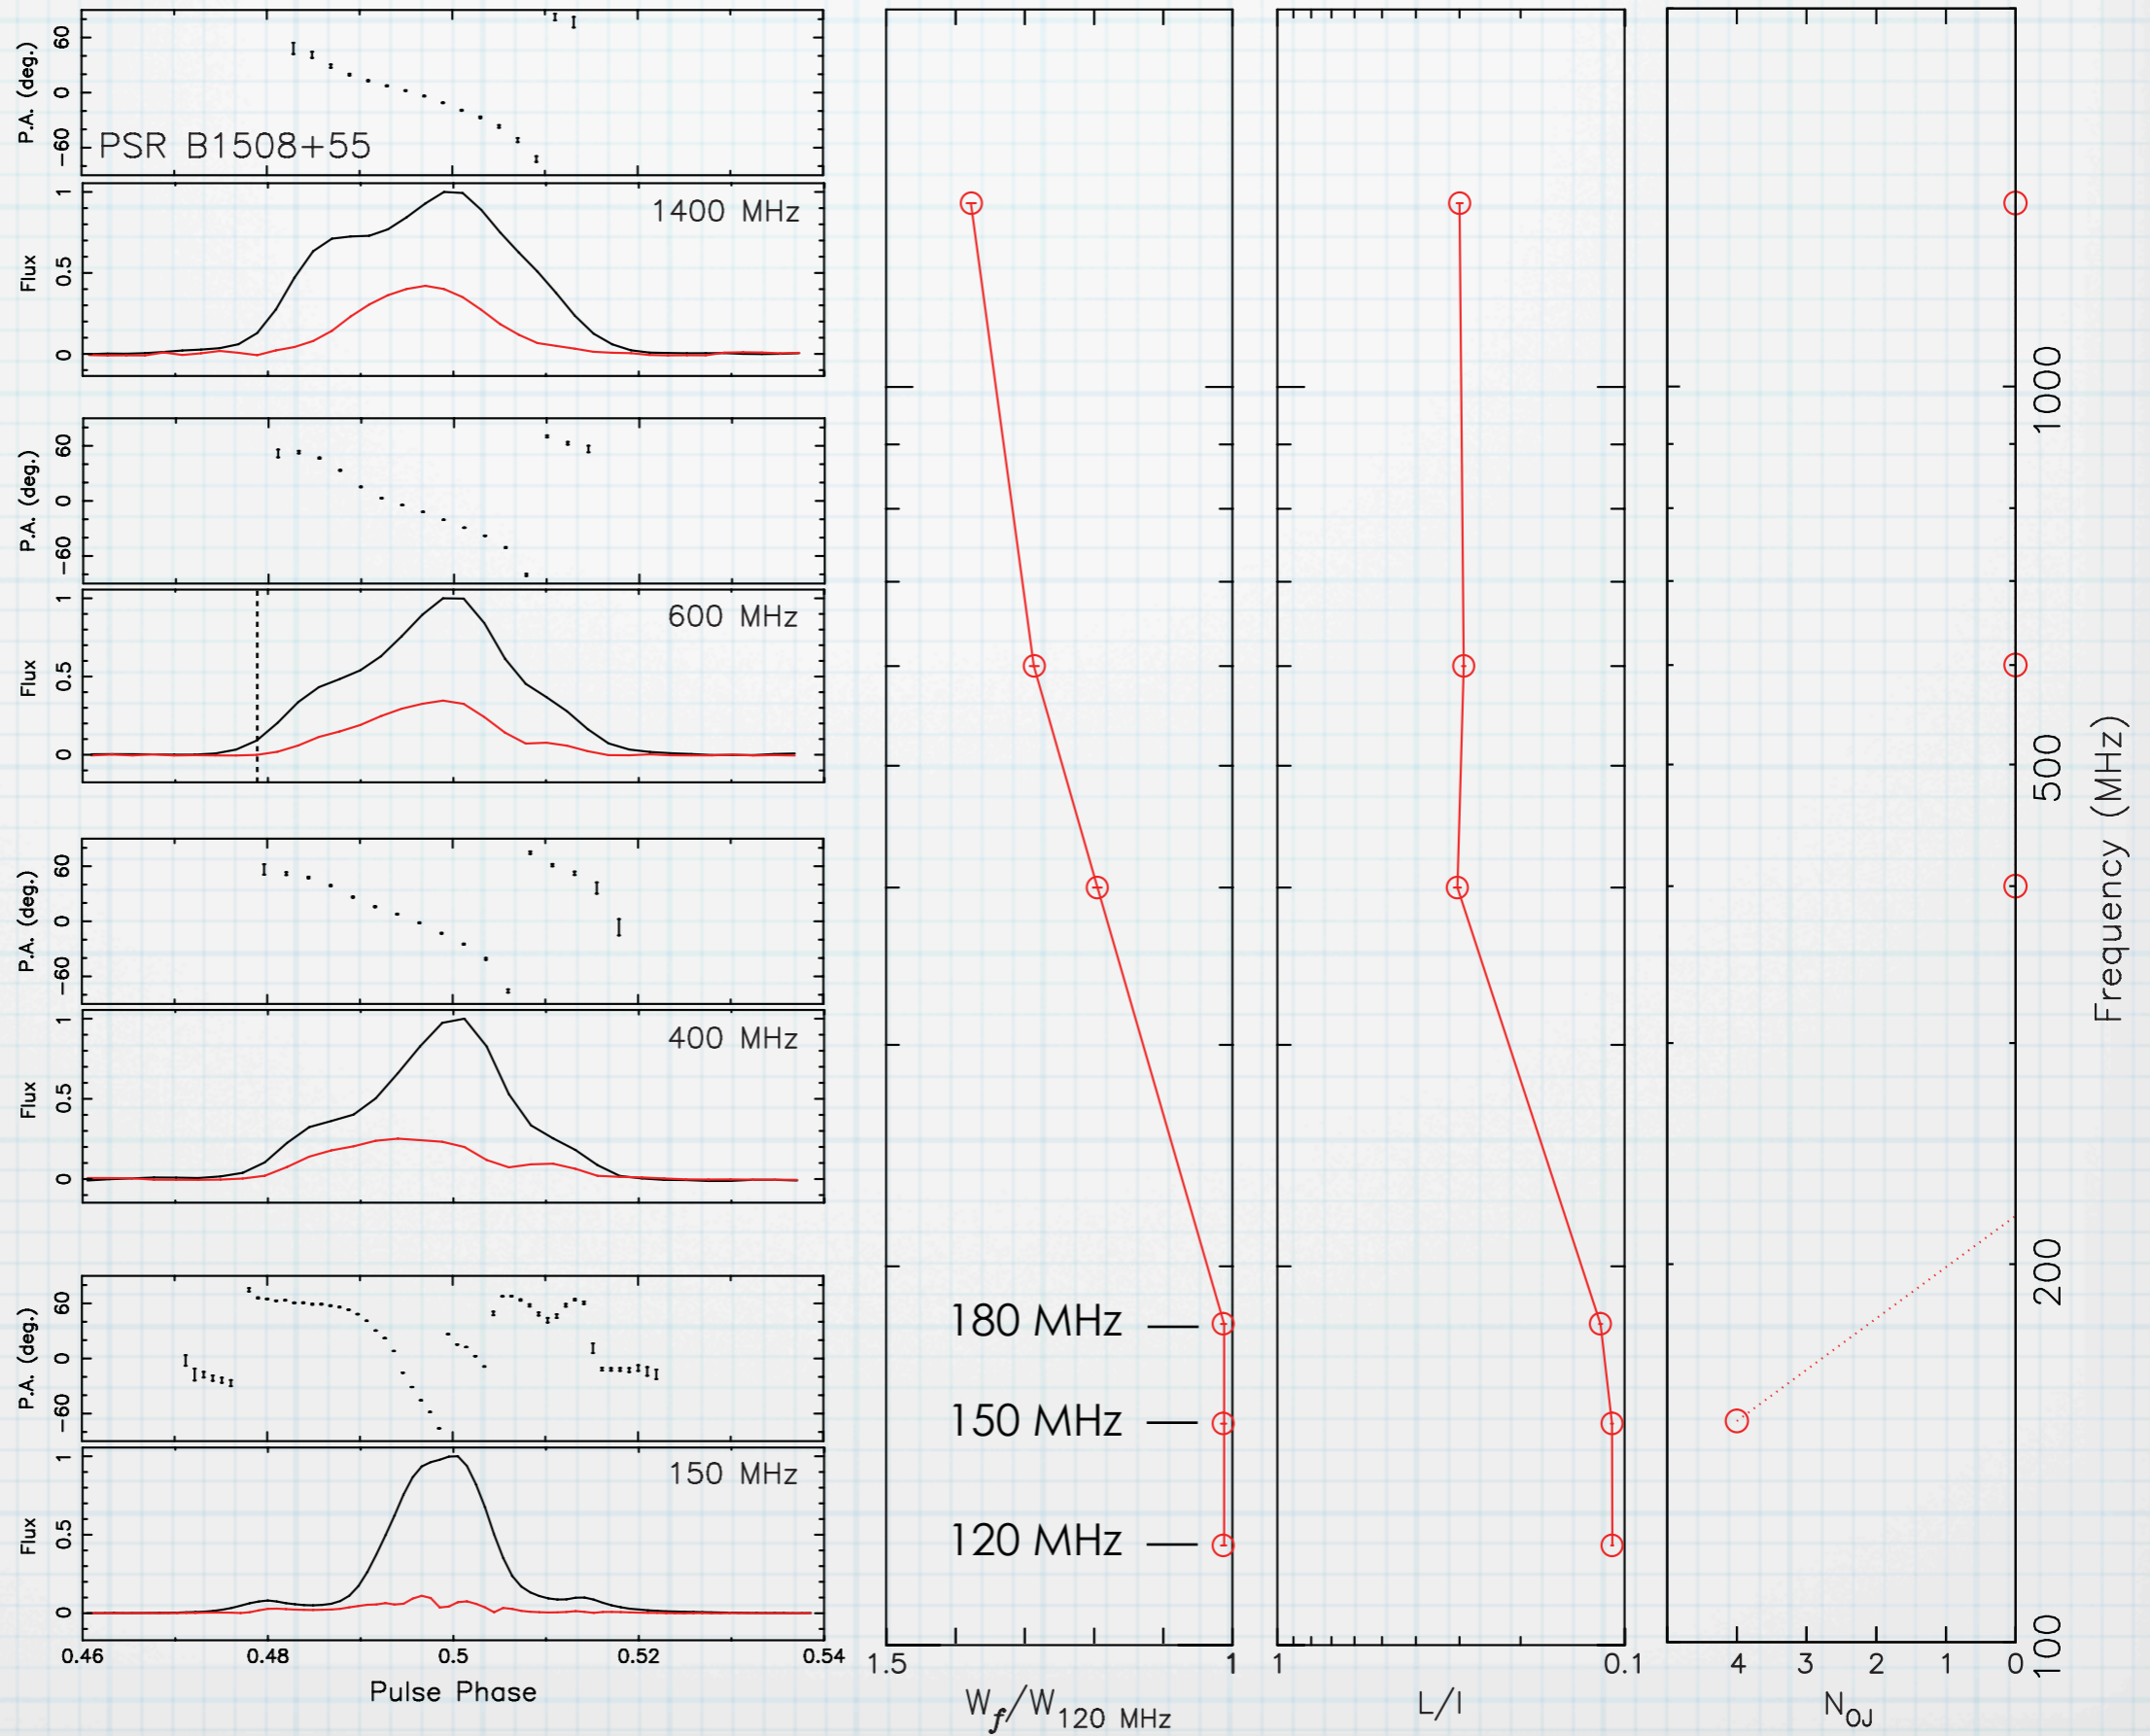 P.A. (deg.)
60
0
−60
PSR B1508+55
Flux
1
0.5
0
1400 MHz
P.A. (deg.)
60
0
−60
Flux
1
0.5
0
600 MHz
P.A. (deg.)
60
0
−60
Flux
1
0.5
0
400 MHz
P.A. (deg.)
60
0
−60
Flux
1
0.5
0
150 MHz
0.46 0.48 0.5 0.52 0.54
Pulse Phase
180 MHz
150 MHz
120 MHz
1.5 1
Wf/W120 MHz
1 0.1
L/I
4 3 2 1 0
NOJ
1000
500
200
100
Frequency (MHz)